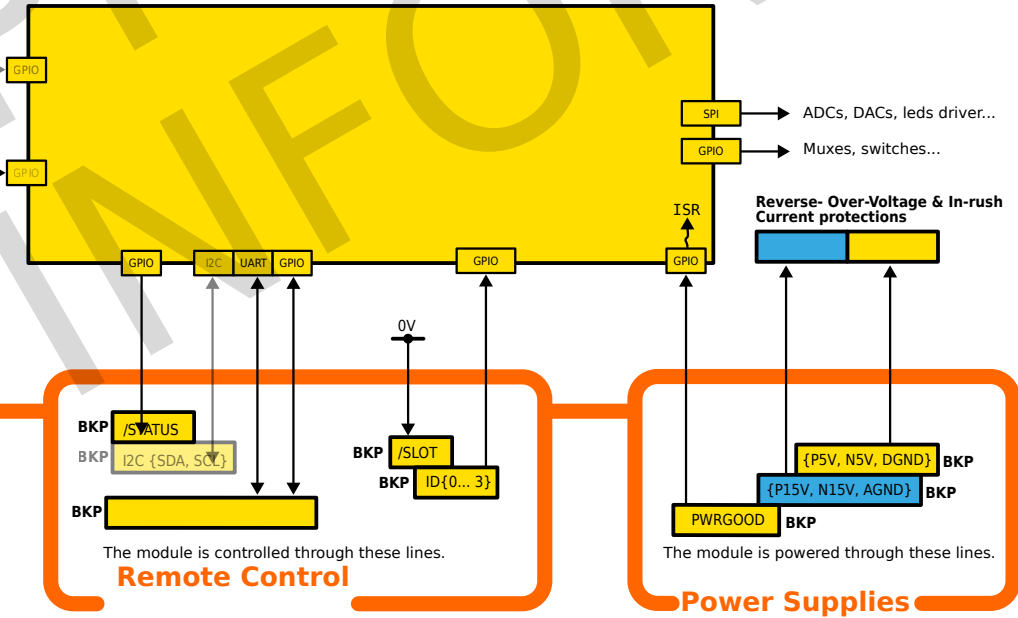 GPIO
SPI
ADCs, DACs, leds driver...
GPIO
Muxes, switches...
GPIO
ISR
Reverse- Over-Voltage & In-rush
Current protections
GPIO
I2C
UART
GPIO
GPIO
GPIO
0V
BKP
/STATUS
BKP
I2C {SDA, SCL}
BKP
BKP
/SLOT
BKP
ID{0... 3}
{P5V, N5V, DGND}
BKP
{P15V, N15V, AGND}
BKP
PWRGOOD
BKP
The module is controlled through these lines.
Remote Control
The module is powered through these lines.
Power Supplies